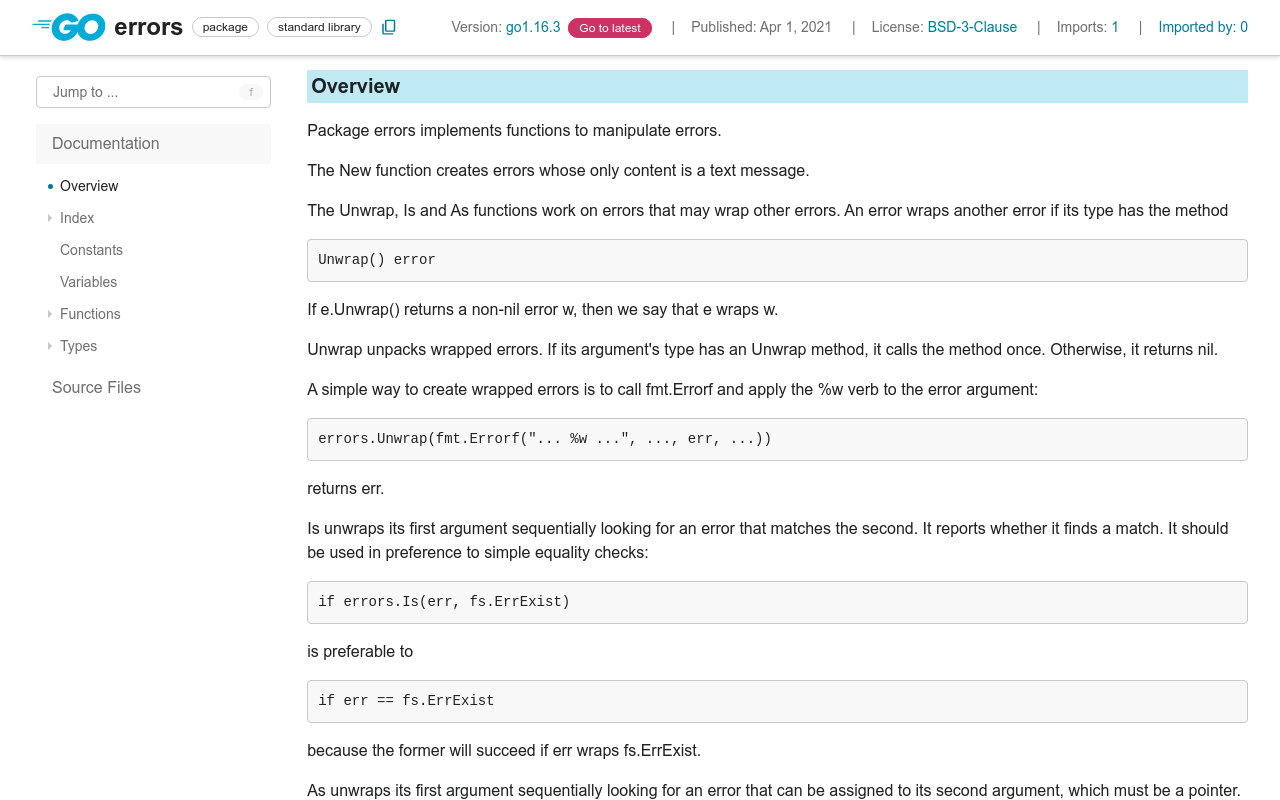 GO errors package standard library Version: go1.16.3 Go to latest | Published: Apr 1, 2021 | License: BSD-3-Clause | Imports: 1 | Imported by: 0
Jump to ... f
Documentation
Overview
Index
Constants
Variables
Functions
Types
Source Files
Overview
Package errors implements functions to manipulate errors.
The New function creates errors whose only content is a text message.
The Unwrap, Is and As functions work on errors that may wrap other errors. An error wraps another error if its type has the method
Unwrap() error
If e.Unwrap() returns a non-nil error w, then we say that e wraps w.
Unwrap unpacks wrapped errors. If its argument's type has an Unwrap method, it calls the method once. Otherwise, it returns nil.
A simple way to create wrapped errors is to call fmt.Errorf and apply the %w verb to the error argument:
errors.Unwrap(fmt.Errorf("... %w ...", ..., err, ...))
returns err.
Is unwraps its first argument sequentially looking for an error that matches the second. It reports whether it finds a match. It should
be used in preference to simple equality checks:
if errors.Is(err, fs.ErrExist)
is preferable to
if err == fs.ErrExist
because the former will succeed if err wraps fs.ErrExist.
As unwraps its first argument sequentially looking for an error that can be assigned to its second argument, which must be a pointer.